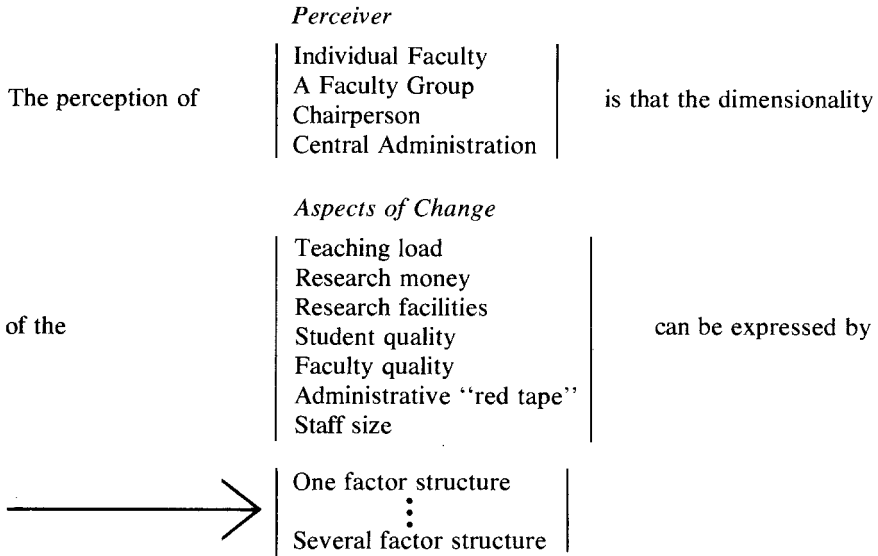 Perceiver
Individual Faculty
The perception of A Faculty Group is that the dimensionality
Chairperson
Central Administration
Aspects of Change
Teaching load
Research money
Research facilities
of the Student quality can be expressed by
Faculty quality
Administrative “red tape”
Staff size
One factor structure
Several factor structure